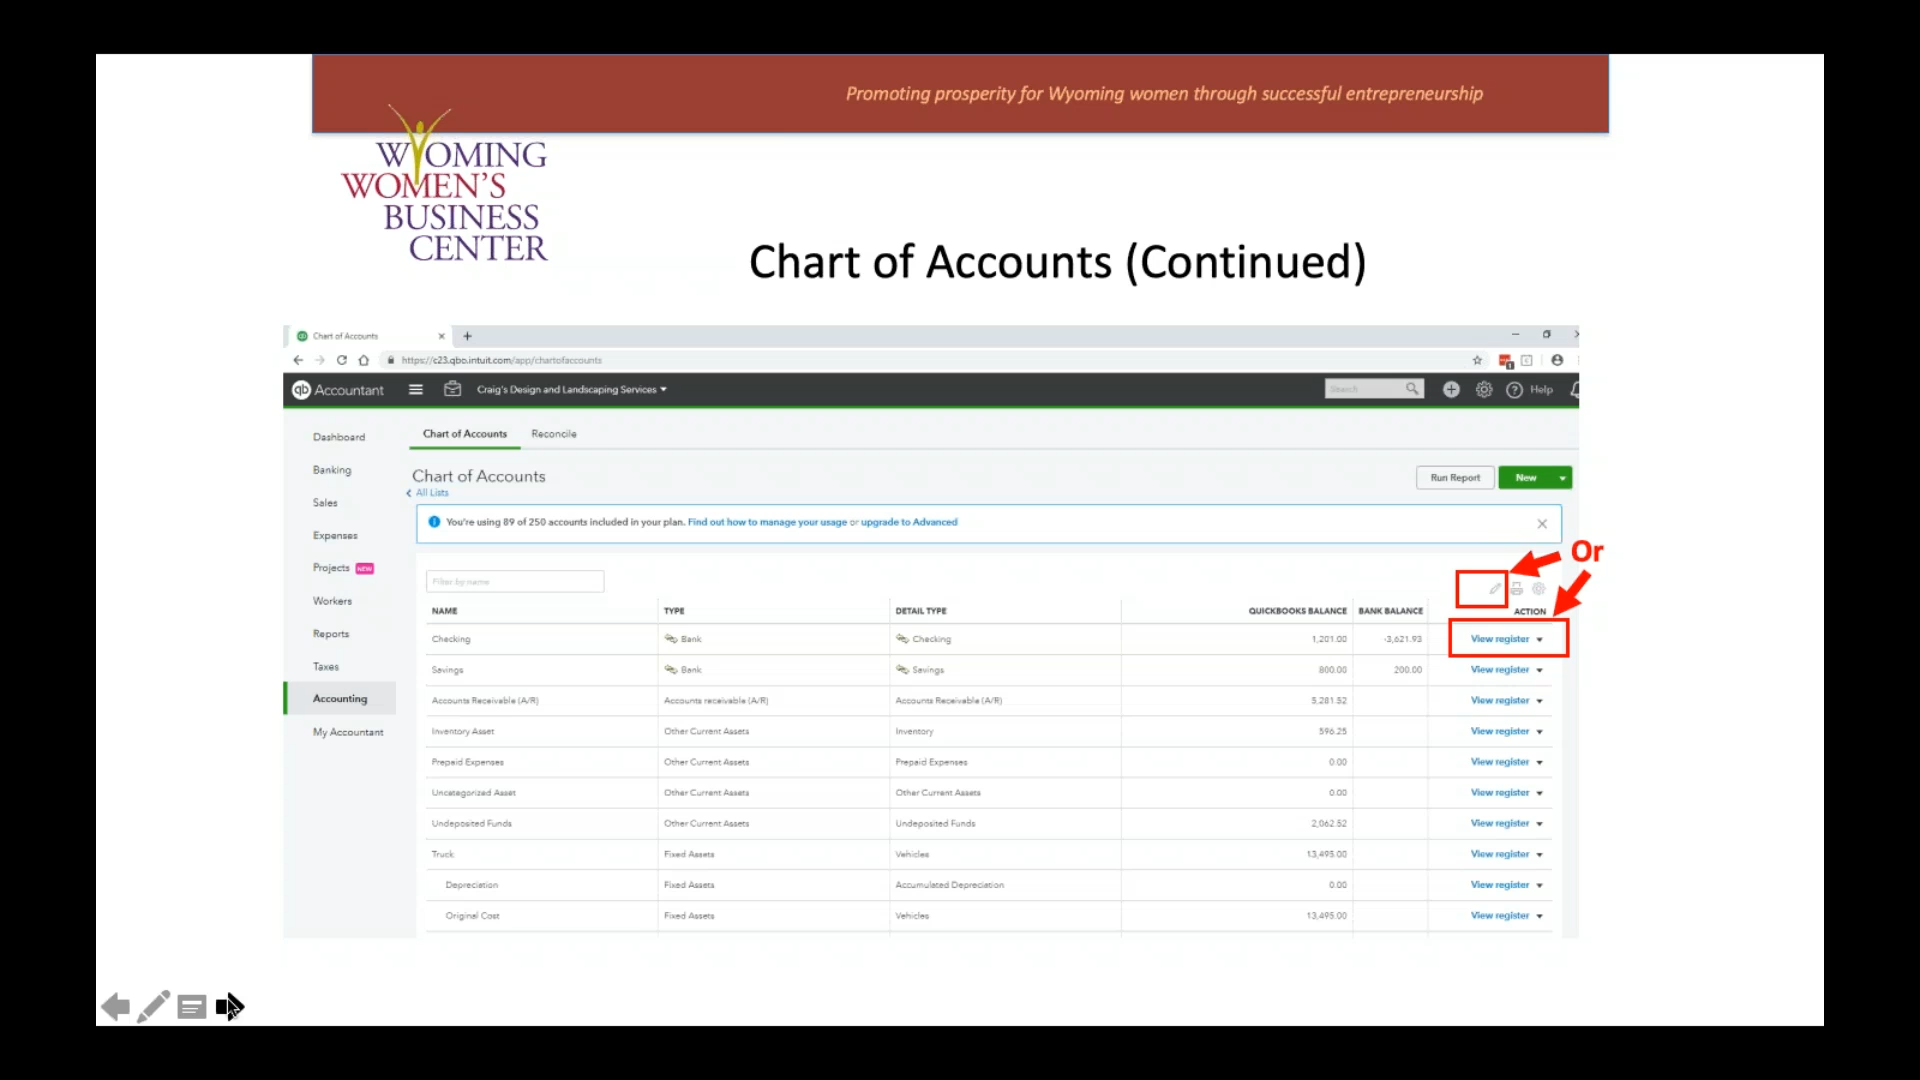 Promoting prosperity for Wyoming women through successful entrepreneurship
WYOMING
WOMEN'S
BUSINESS
CENTER
Chart of Accounts (Continued)
Chart of Accounts
https://c23.qbo.intuit.com/app/chartofaccounts
qb Accountant Craig's Design and Landscaping Services Search Help
Dashboard
Banking
Sales
Expenses
Projects NEW
Workers
Reports
Taxes
Accounting
My Accountant
Chart of Accounts Reconcile
Chart of Accounts
All Lists
Run Report New
You're using 89 of 250 accounts included in your plan. Find out how to manage your usage or upgrade to Advanced
Or
Filter by name
NAME TYPE DETAIL TYPE QUICKBOOKS BALANCE BANK BALANCE ACTION
Checking Bank Checking 1,201.00 -3,621.93 View register
Savings Bank Savings 800.00 200.00 View register
Accounts Receivable (A/R) Accounts receivable (A/R) Accounts Receivable (A/R) 5,281.52 View register
Inventory Asset Other Current Assets Inventory 596.25 View register
Prepaid Expenses Other Current Assets Prepaid Expenses 0.00 View register
Uncategorized Asset Other Current Assets Other Current Assets 0.00 View register
Undeposited Funds Other Current Assets Undeposited Funds 2,062.52 View register
Truck Fixed Assets Vehicles 13,495.00 View register
Depreciation Fixed Assets Accumulated Depreciation 0.00 View register
Original Cost Fixed Assets Vehicles 13,495.00 View register